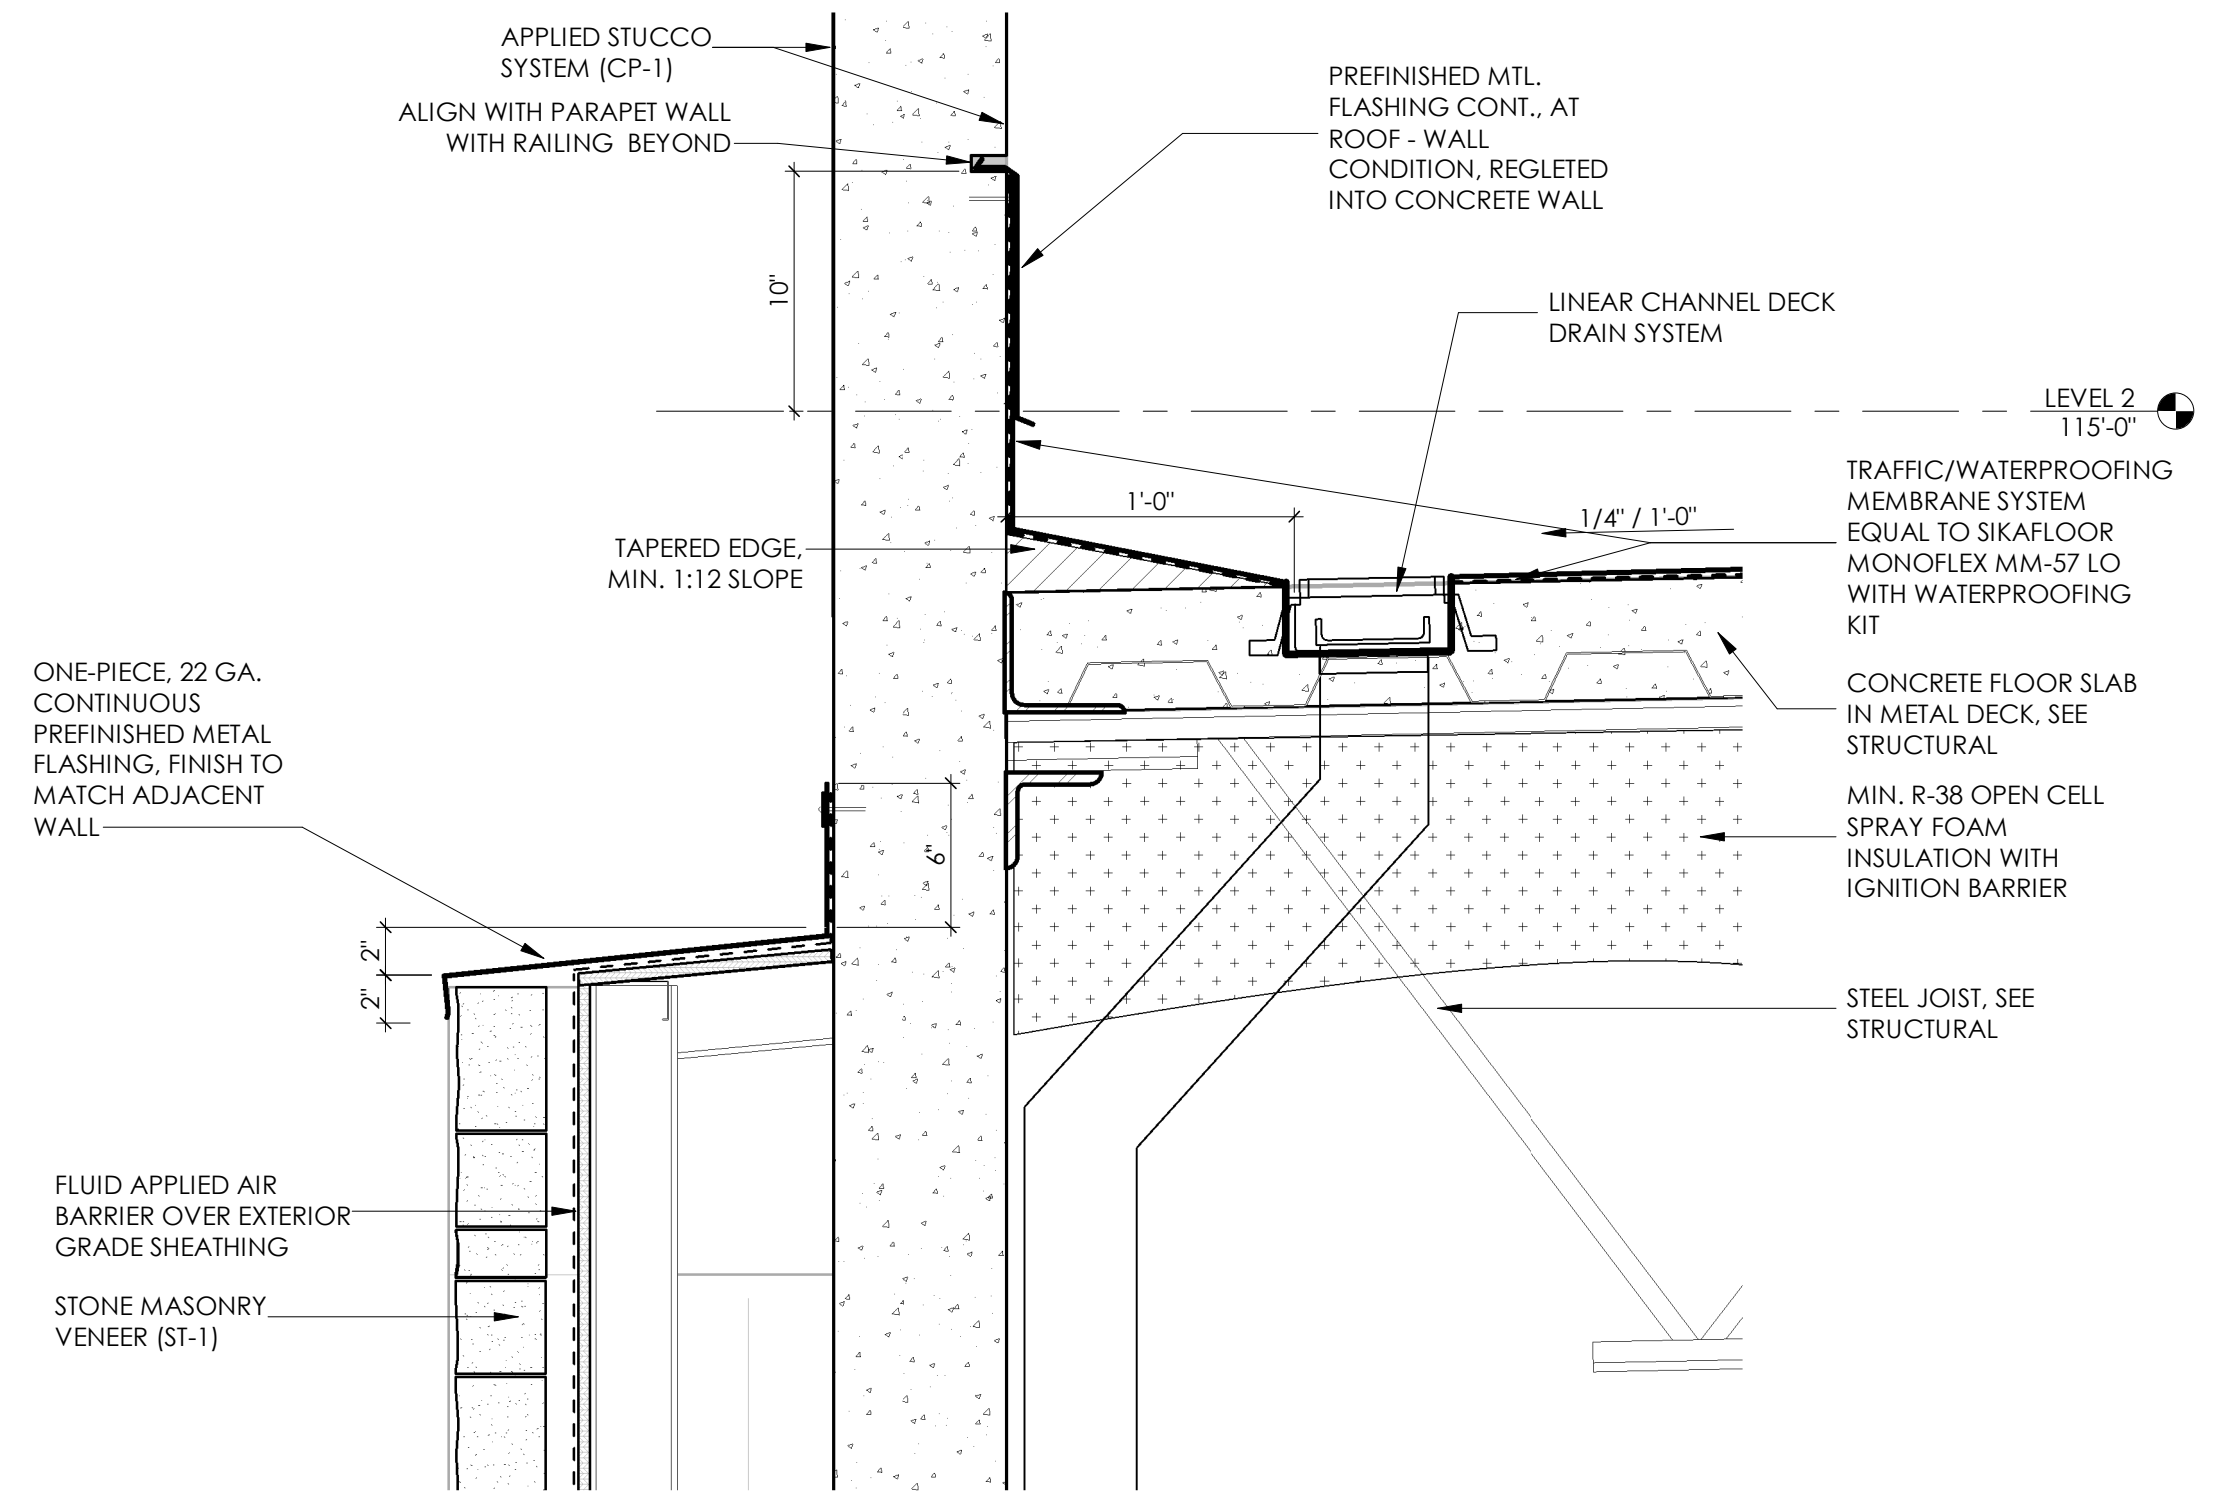 APPLIED STUCCO
SYSTEM (CP-1)
ALIGN WITH PARAPET WALL
WITH RAILING BEYOND
PREFINISHED MTL.
FLASHING CONT., AT
ROOF - WALL
CONDITION, REGLETED
INTO CONCRETE WALL
10"
LINEAR CHANNEL DECK
DRAIN SYSTEM
LEVEL 2
115'-0"
TRAFFIC/WATERPROOFING
MEMBRANE SYSTEM
EQUAL TO SIKAFLOOR
MONOFLEX MM-57 LO
WITH WATERPROOFING
KIT
1'-0"
1/4" / 1'-0"
TAPERED EDGE,
MIN. 1:12 SLOPE
ONE-PIECE, 22 GA.
CONTINUOUS
PREFINISHED METAL
FLASHING, FINISH TO
MATCH ADJACENT
WALL
CONCRETE FLOOR SLAB
IN METAL DECK, SEE
STRUCTURAL
MIN. R-38 OPEN CELL
SPRAY FOAM
INSULATION WITH
IGNITION BARRIER
6"
2"
2"
STEEL JOIST, SEE
STRUCTURAL
FLUID APPLIED AIR
BARRIER OVER EXTERIOR
GRADE SHEATHING
STONE MASONRY
VENEER (ST-1)